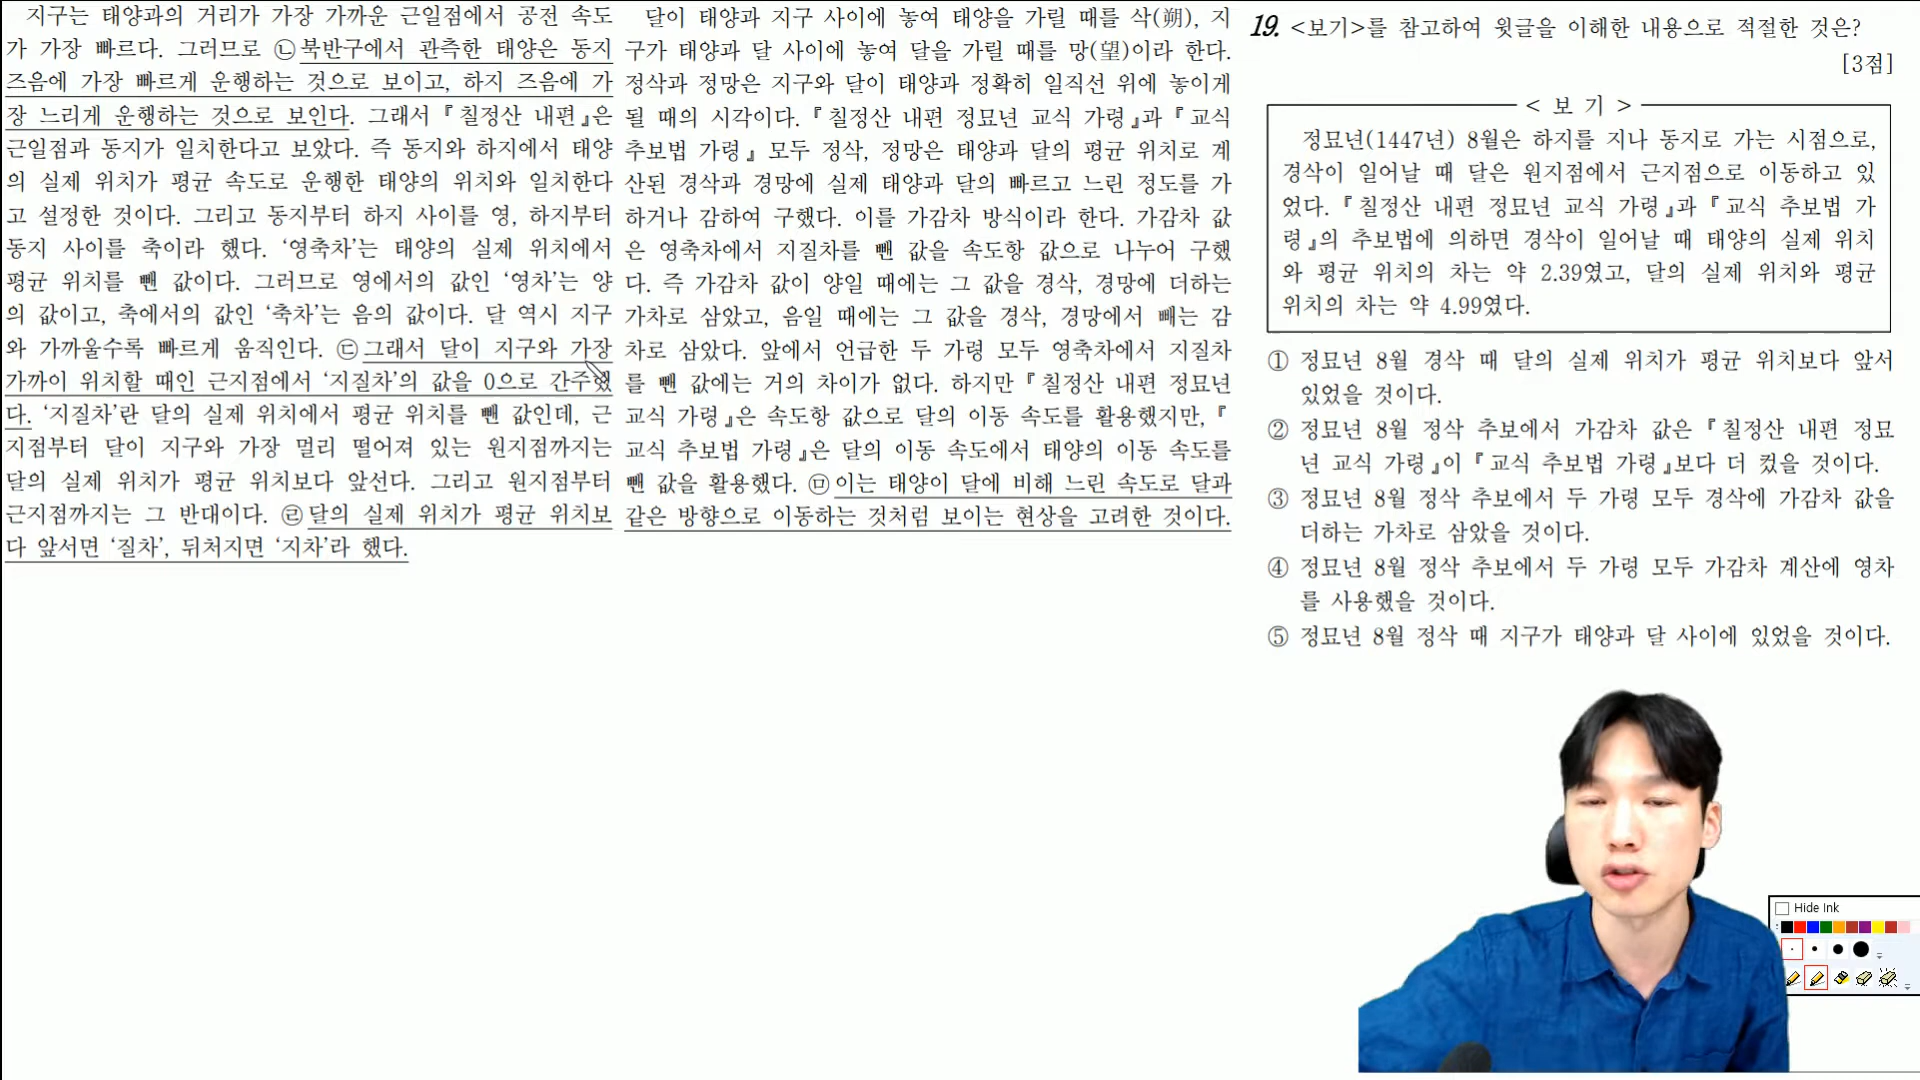 지구는 태양과의 거리가 가장 가까운 근일점에서 공전 속도
가 가장 빠르다. 그러므로 ㉡북반구에서 관측한 태양은 동지
즈음에 가장 빠르게 운행하는 것으로 보이고, 하지 즈음에 가
장 느리게 운행하는 것으로 보인다. 그래서 『칠정산 내편』은
근일점과 동지가 일치한다고 보았다. 즉 동지와 하지에서 태양
의 실제 위치가 평균 속도로 운행한 태양의 위치와 일치한다
고 설정한 것이다. 그리고 동지부터 하지 사이를 영, 하지부터
동지 사이를 축이라 했다. ‘영축차’는 태양의 실제 위치에서
평균 위치를 뺀 값이다. 그러므로 영에서의 값인 ‘영차’는 양
의 값이고, 축에서의 값인 ‘축차’는 음의 값이다. 달 역시 지구
와 가까울수록 빠르게 움직인다. ㉢그래서 달이 지구와 가장
가까이 위치할 때인 근지점에서 ‘지질차’의 값을 0으로 간주했
다. ‘지질차’란 달의 실제 위치에서 평균 위치를 뺀 값인데, 근
지점부터 달이 지구와 가장 멀리 떨어져 있는 원지점까지는
달의 실제 위치가 평균 위치보다 앞선다. 그리고 원지점부터
근지점까지는 그 반대이다. ㉣달의 실제 위치가 평균 위치보
다 앞서면 ‘질차’, 뒤처지면 ‘지차’라 했다.
달이 태양과 지구 사이에 놓여 태양을 가릴 때를 삭(朔), 지
구가 태양과 달 사이에 놓여 달을 가릴 때를 망(望)이라 한다.
정삭과 정망은 지구와 달이 태양과 정확히 일직선 위에 놓이게
될 때의 시각이다. 『칠정산 내편 정묘년 교식 가령』과 『교식
추보법 가령』 모두 정삭, 정망은 태양과 달의 평균 위치로 계
산된 경삭과 경망에 실제 태양과 달의 빠르고 느린 정도를 가
하거나 감하여 구했다. 이를 가감차 방식이라 한다. 가감차 값
은 영축차에서 지질차를 뺀 값을 속도항 값으로 나누어 구했
다. 즉 가감차 값이 양일 때에는 그 값을 경삭, 경망에 더하는
가차로 삼았고, 음일 때에는 그 값을 경삭, 경망에서 빼는 감
차로 삼았다. 앞에서 언급한 두 가령 모두 영축차에서 지질차
를 뺀 값에는 거의 차이가 없다. 하지만 『칠정산 내편 정묘년
교식 가령』은 속도항 값으로 달의 이동 속도를 활용했지만, 『
교식 추보법 가령』은 달의 이동 속도에서 태양의 이동 속도를
뺀 값을 활용했다. ㉤이는 태양이 달에 비해 느린 속도로 달과
같은 방향으로 이동하는 것처럼 보이는 현상을 고려한 것이다.
19. <보기>를 참고하여 윗글을 이해한 내용으로 적절한 것은?
[3점]
< 보 기 >
정묘년(1447년) 8월은 하지를 지나 동지로 가는 시점으로,
경삭이 일어날 때 달은 원지점에서 근지점으로 이동하고 있
었다. 『칠정산 내편 정묘년 교식 가령』과 『교식 추보법 가
령』의 추보법에 의하면 경삭이 일어날 때 태양의 실제 위치
와 평균 위치의 차는 약 2.39였고, 달의 실제 위치와 평균
위치의 차는 약 4.99였다.
① 정묘년 8월 경삭 때 달의 실제 위치가 평균 위치보다 앞서
있었을 것이다.
② 정묘년 8월 정삭 추보에서 가감차 값은 『칠정산 내편 정묘
년 교식 가령』이 『교식 추보법 가령』보다 더 컸을 것이다.
③ 정묘년 8월 정삭 추보에서 두 가령 모두 경삭에 가감차 값을
더하는 가차로 삼았을 것이다.
④ 정묘년 8월 정삭 추보에서 두 가령 모두 가감차 계산에 영차
를 사용했을 것이다.
⑤ 정묘년 8월 정삭 때 지구가 태양과 달 사이에 있었을 것이다.
Hide Ink